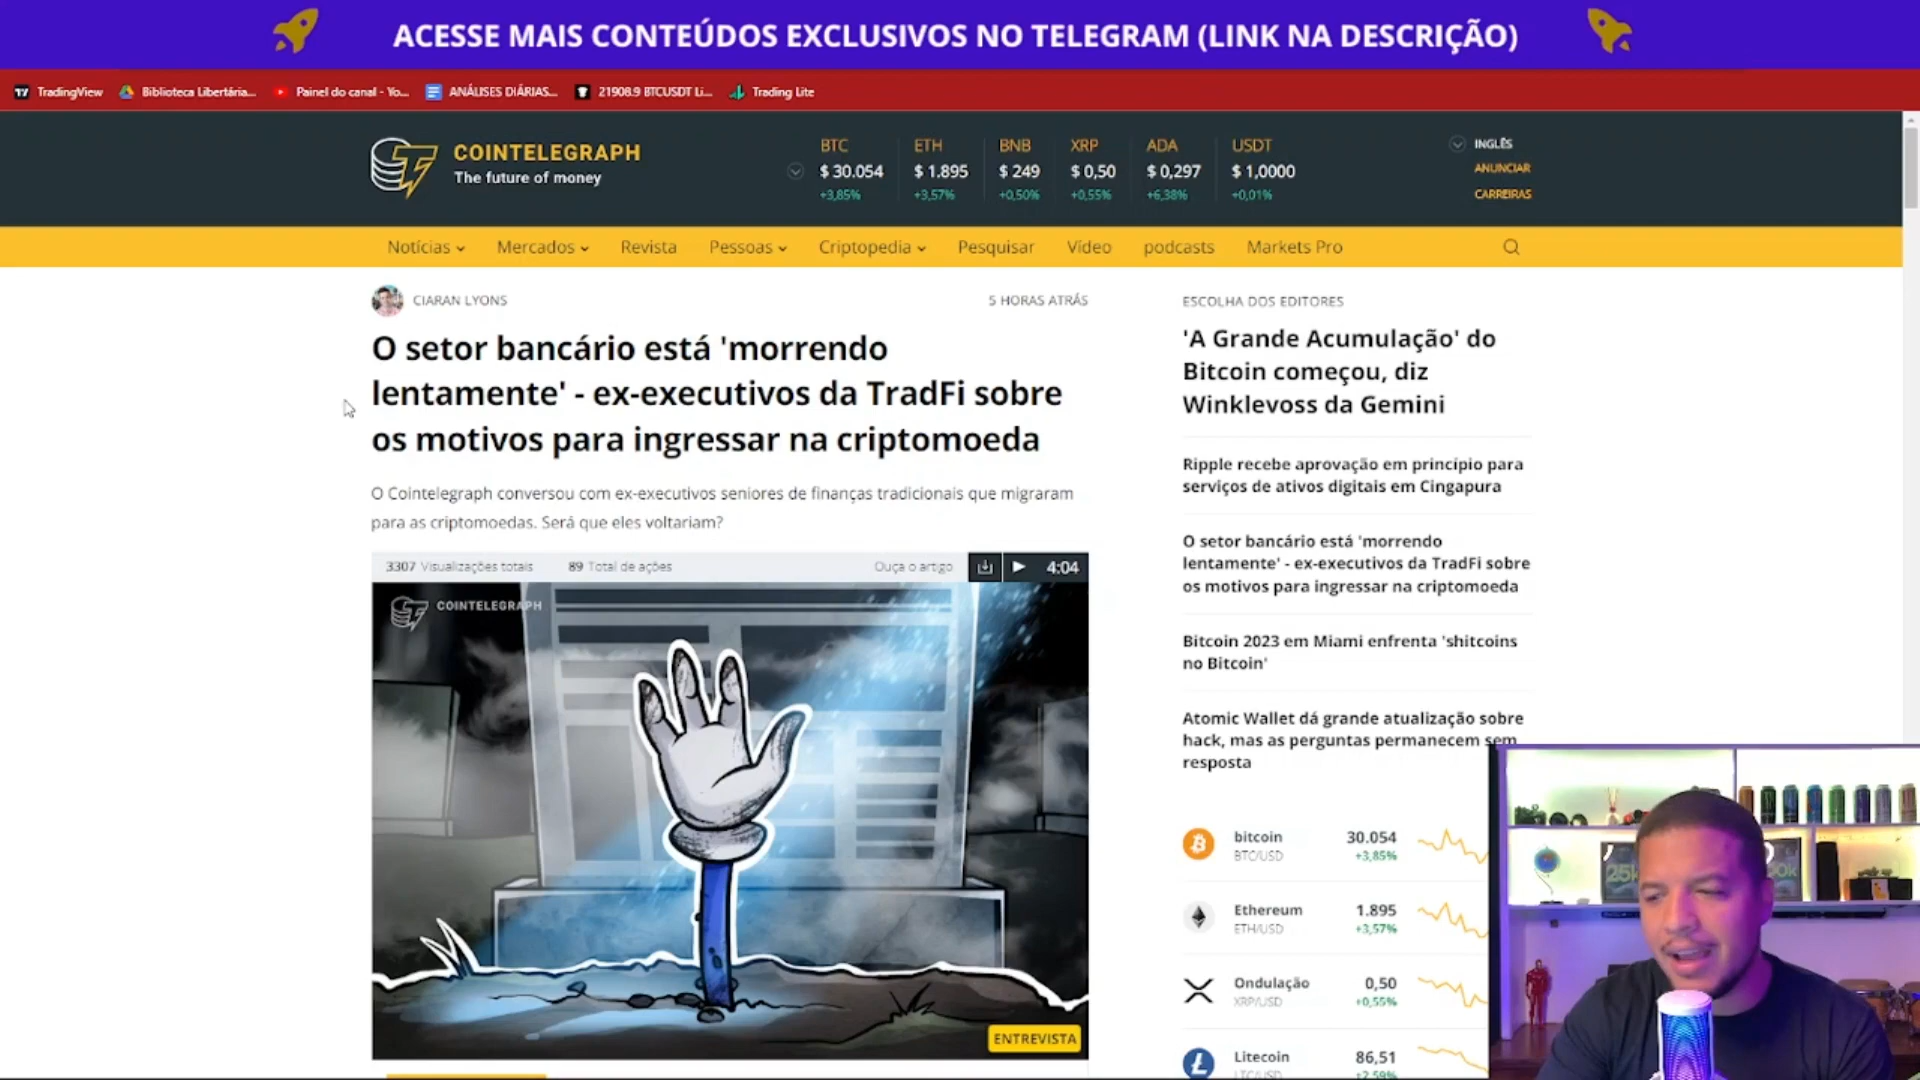 ACESSE MAIS CONTEÚDOS EXCLUSIVOS NO TELEGRAM (LINK NA DESCRIÇÃO)
TradingView
Biblioteca Libertária...
Painel do canal - Yo...
ANÁLISES DIÁRIAS...
21908.9 BTCUSDT Li...
Trading Lite
COINTELEGRAPH
The future of money
BTC
$ 30.054
+3,85%
ETH
$ 1.895
+3,57%
BNB
$ 249
+0,50%
XRP
$ 0,50
+0,55%
ADA
$ 0,297
+6,38%
USDT
$ 1,0000
+0,01%
INGLÊS
ANUNCIAR
CARREIRAS
Notícias
Mercados
Revista
Pessoas
Criptopedia
Pesquisar
Vídeo
podcasts
Markets Pro
CIARAN LYONS
5 HORAS ATRÁS
O setor bancário está 'morrendo
lentamente' - ex-executivos da TradFi sobre
os motivos para ingressar na criptomoeda
O Cointelegraph conversou com ex-executivos seniores de finanças tradicionais que migraram
para as criptomoedas. Será que eles voltariam?
3307 Visualizações totais
89 Total de ações
Ouça o artigo
4:04
COINTELEGRAPH
ENTREVISTA
ESCOLHA DOS EDITORES
'A Grande Acumulação' do
Bitcoin começou, diz
Winklevoss da Gemini
Ripple recebe aprovação em princípio para
serviços de ativos digitais em Cingapura
O setor bancário está 'morrendo
lentamente' - ex-executivos da TradFi sobre
os motivos para ingressar na criptomoeda
Bitcoin 2023 em Miami enfrenta 'shitcoins
no Bitcoin'
Atomic Wallet dá grande atualização sobre
hack, mas as perguntas permanecem sem
resposta
bitcoin
BTC/USD
30.054
+3,85%
Ethereum
ETH/USD
1.895
+3,57%
Ondulação
XRP/USD
0,50
+0,55%
Litecoin
LTC/USD
86,51
+2,59%
25k